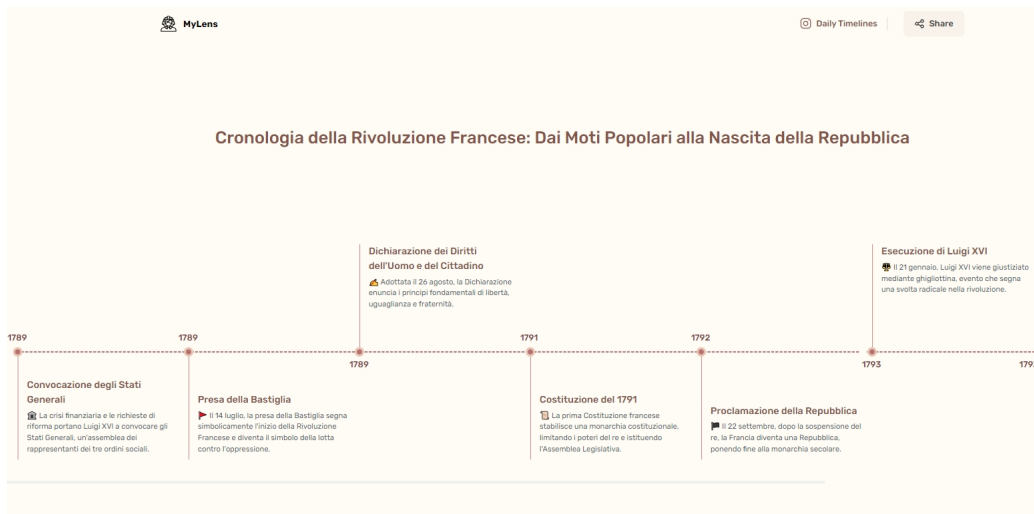 MyLens
Daily Timelines
Share
Cronologia della Rivoluzione Francese: Dai Moti Popolari alla Nascita della Repubblica
1789
Convocazione degli Stati
Generali
La crisi finanziaria e le richieste di
riforma portano Luigi XVI a convocare gli
Stati Generali, un'assemblea dei
rappresentanti dei tre ordini sociali.
1789
Presa della Bastiglia
Il 14 luglio, la presa della Bastiglia segna
simbolicamente l'inizio della Rivoluzione
Francese e diventa il simbolo della lotta
contro l'oppressione.
Dichiarazione dei Diritti
dell'Uomo e del Cittadino
Adottata il 26 agosto, la Dichiarazione
enuncia i principi fondamentali di libertà,
uguaglianza e fraternità.
1789
1791
Costituzione del 1791
La prima Costituzione francese
stabilisce una monarchia costituzionale,
limitando i poteri del re e istituendo
l'Assemblea Legislativa.
1792
Proclamazione della Repubblica
Il 22 settembre, dopo la sospensione del
re, la Francia diventa una Repubblica,
ponendo fine alla monarchia secolare.
Esecuzione di Luigi XVI
Il 21 gennaio, Luigi XVI viene giustiziato
mediante ghigliottina, evento che segna
una svolta radicale nella rivoluzione.
1793